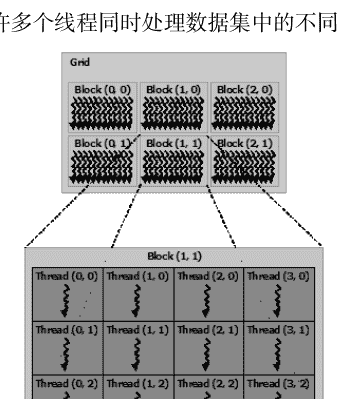 许多个线程同时处理数据集中的不同
Grid
Block (0, 0) Block (1, 0) Block (2, 0)
Block (0, 1) Block (1, 1) Block (2, 1)
Block (1, 1)
Thread (0, 0) Thread (1, 0) Thread (2, 0) Thread (3, 0)
Thread (0, 1) Thread (1, 1) Thread (2, 1) Thread (3, 1)
Thread (0, 2) Thread (1, 2) Thread (2, 2) Thread (3, 2)